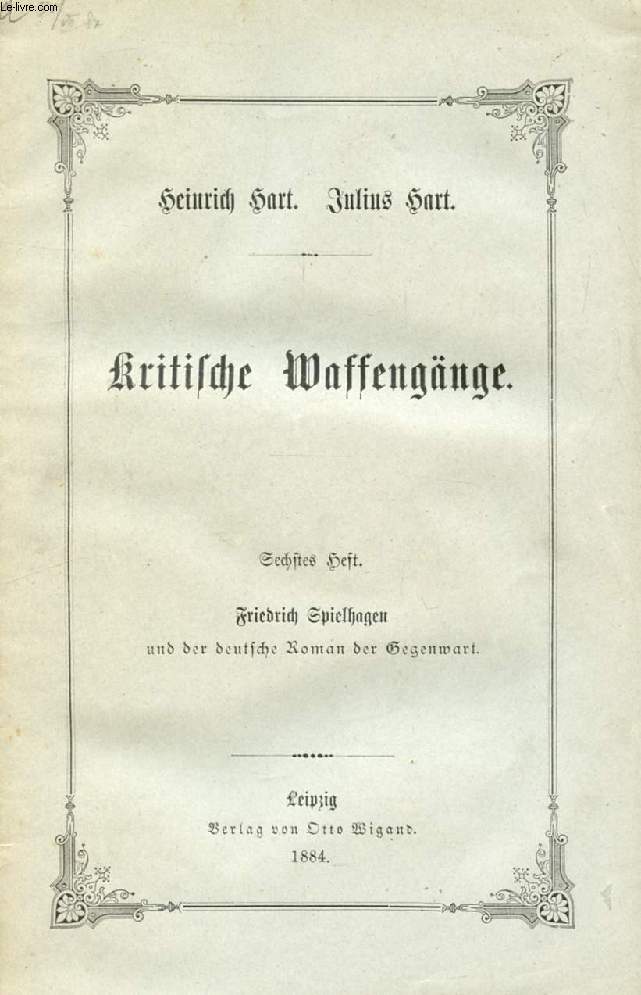 Le-livre.com
Heinrich Hart. Julius Hart.
Kritische Waffengänge.
Sechstes Heft.
Friedrich Spielhagen
und der deutsche Roman der Gegenwart.
Leipzig
Verlag von Otto Wigand.
1884.